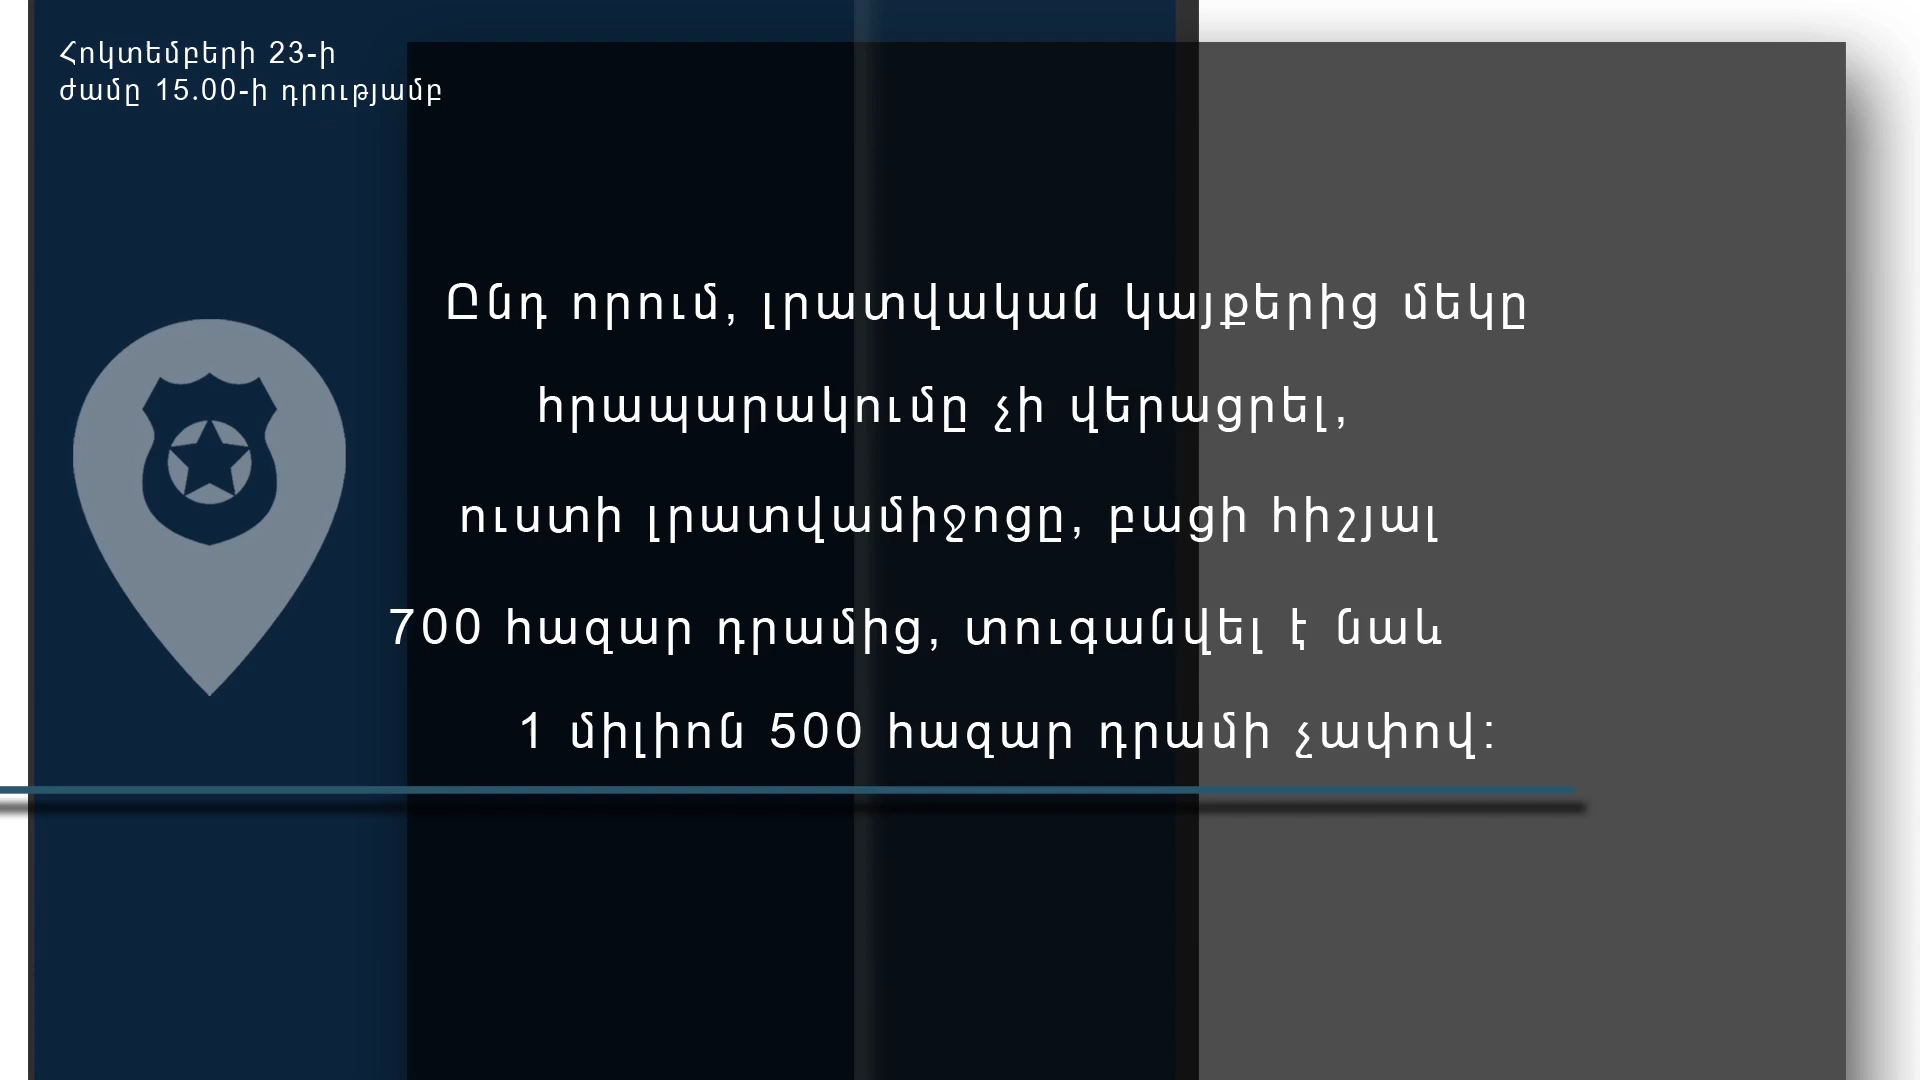 Հոկտեմբերի 23-ի
ժամը 15.00-ի դրությամբ
Ընդ որում, լրատվական կայքերից մեկը
հրապարակումը չի վերացրել,
ուստի լրատվամիջոցը, բացի հիշյալ
700 հազար դրամից, տուգանվել է նաև
1 միլիոն 500 հազար դրամի չափով: